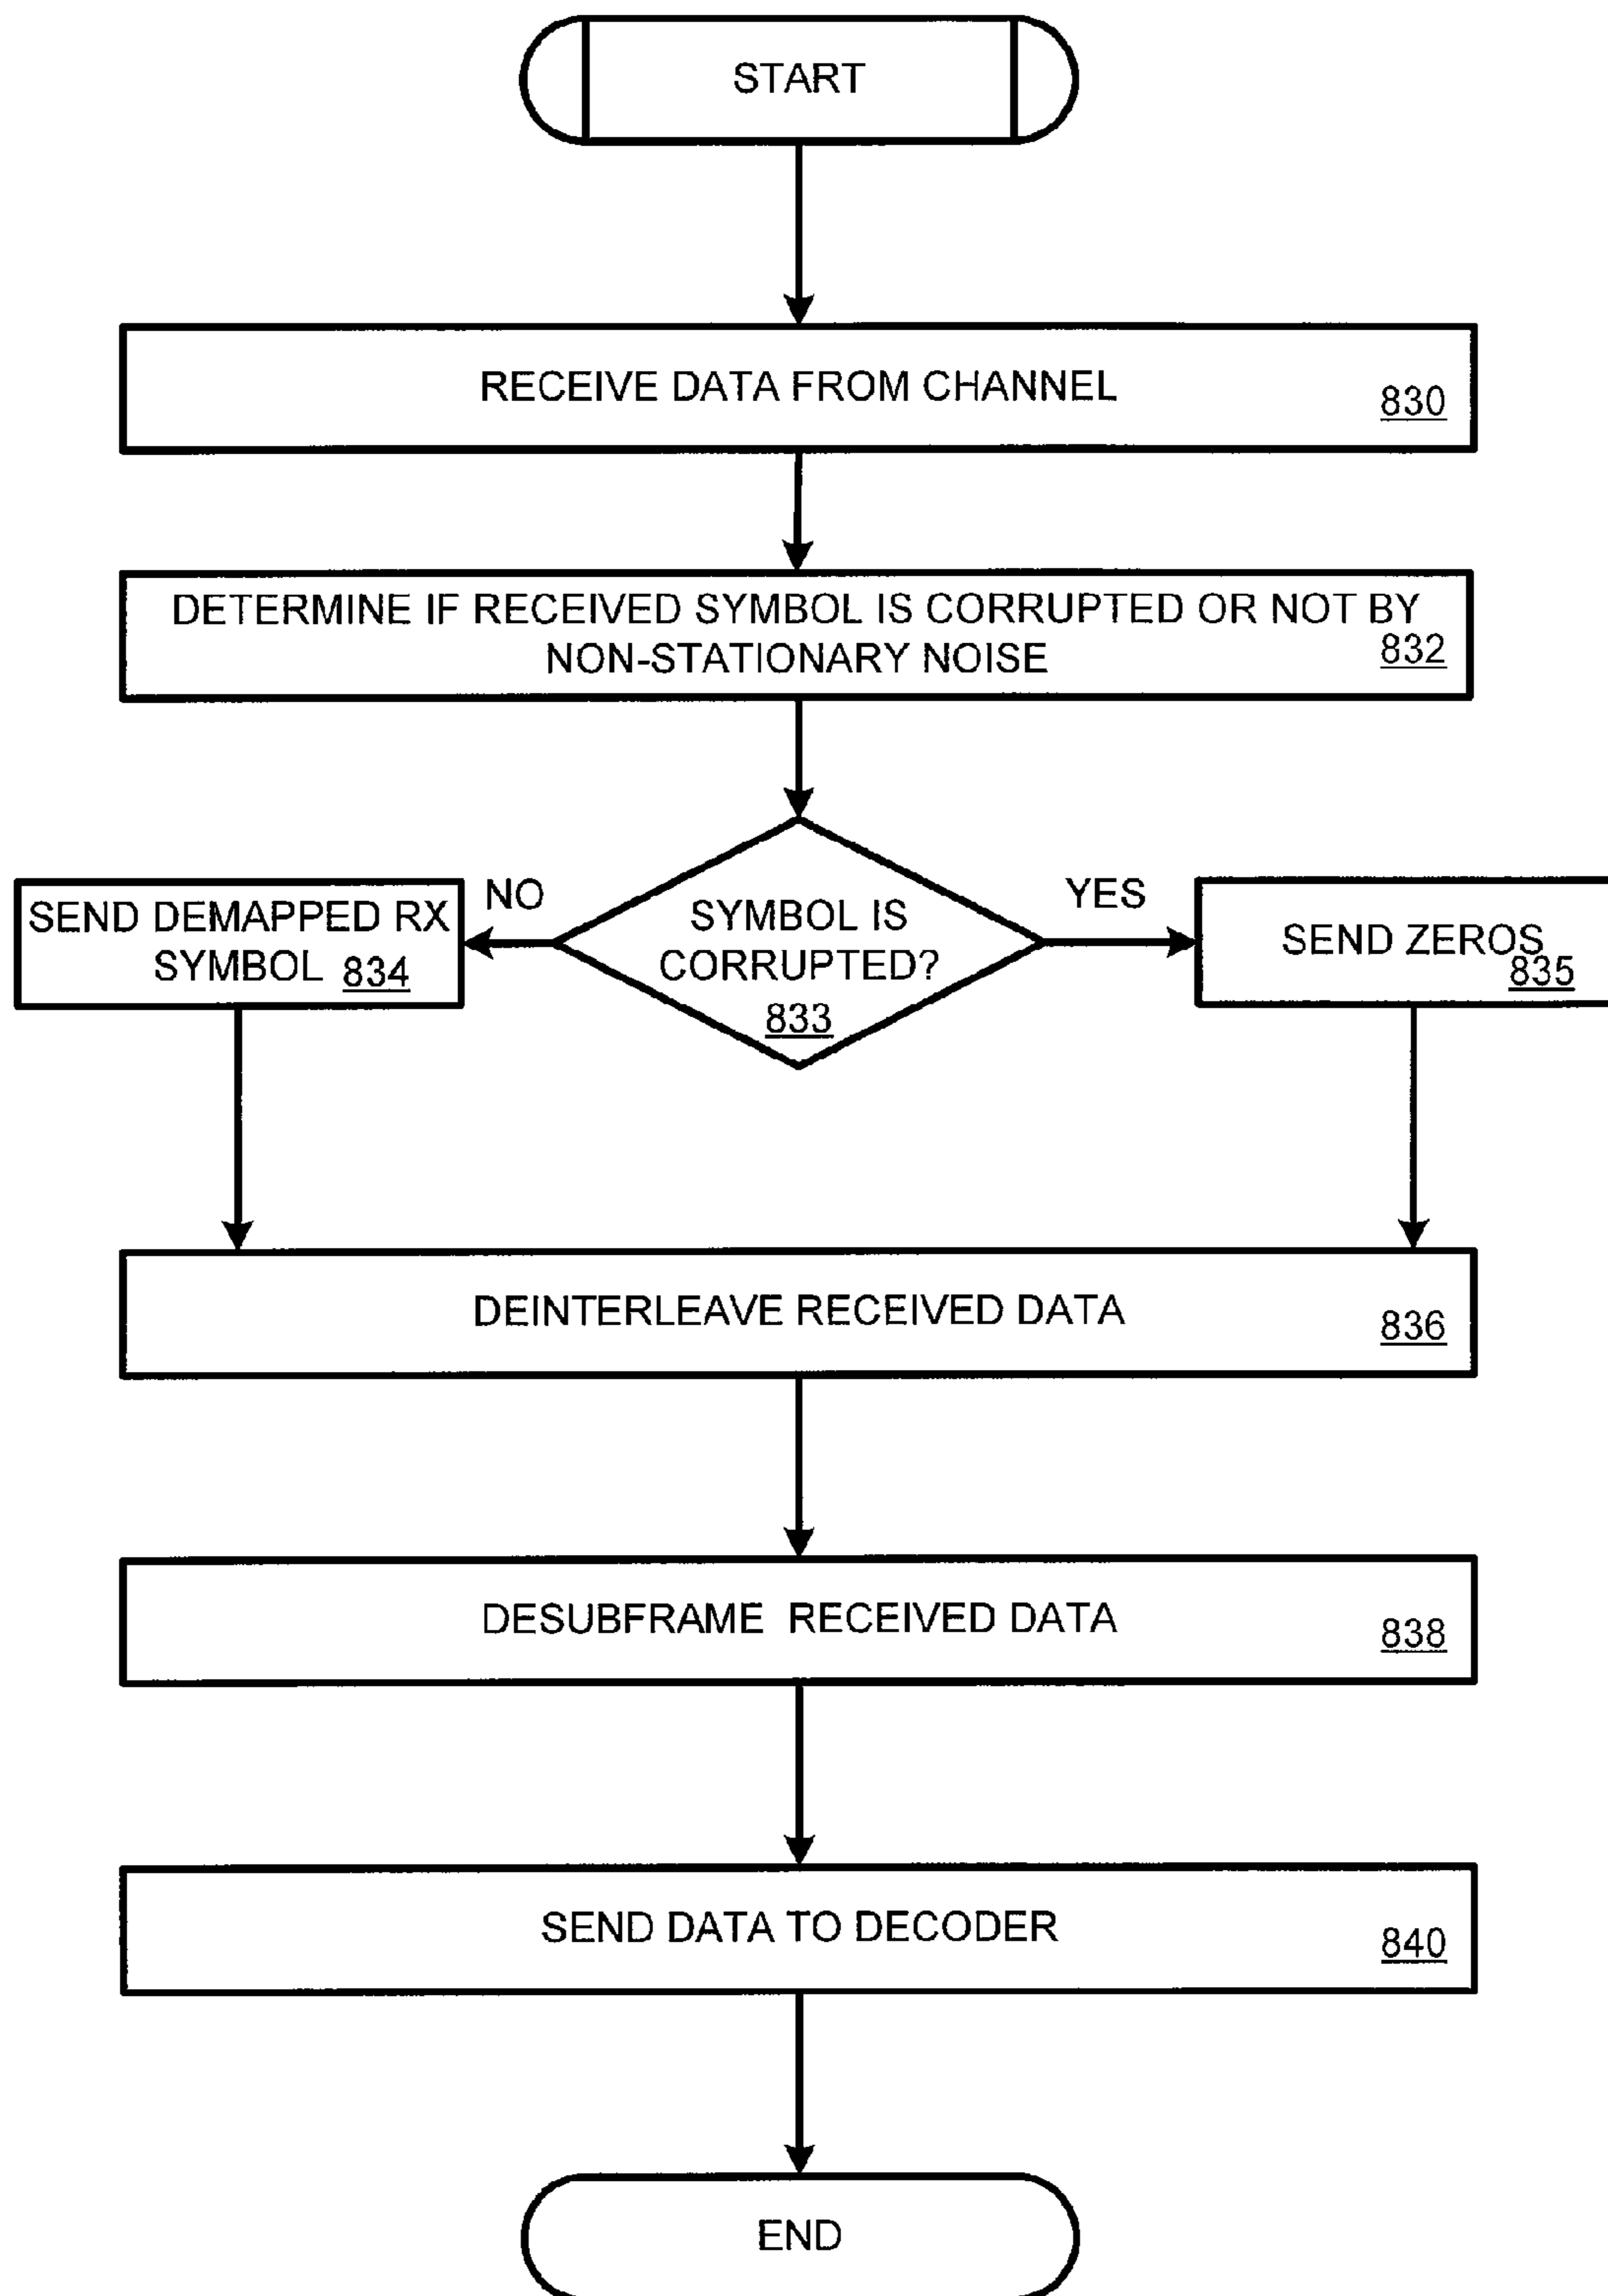 START
RECEIVE DATA FROM CHANNEL
830
DETERMINE IF RECEIVED SYMBOL IS CORRUPTED OR NOT BY
NON-STATIONARY NOISE
832
SEND DEMAPPED RX
SYMBOL 834
NO
SYMBOL IS
CORRUPTED?
833
YES
SEND ZEROS
835
DEINTERLEAVE RECEIVED DATA
836
DESUBFRAME RECEIVED DATA
838
SEND DATA TO DECODER
840
END